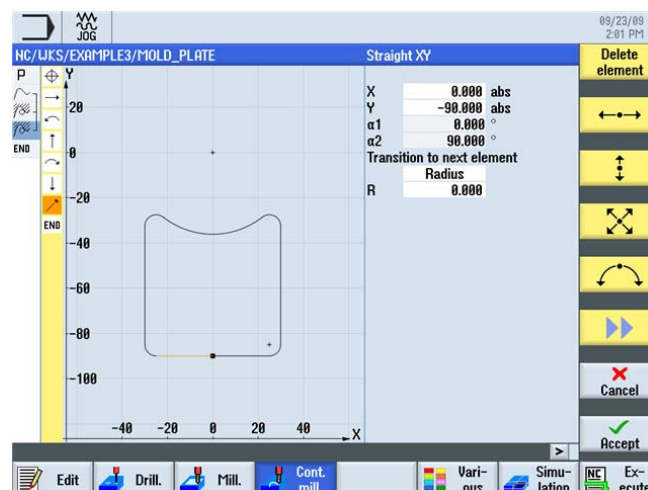 JOG
09/23/09
2:01 PM
NC/WKS/EXAMPLE3/MOLD_PLATE
Straight XY
Delete
element
P
Y
X 0.000 abs
Y -90.000 abs
α1 0.000 °
α2 90.000 °
Transition to next element
Radius
R 0.000
END
END
20
0
-20
-40
-60
-80
-100
-40 -20 0 20 40 X
Cancel
Accept
>
Edit
Drill.
Mill.
Cont.
mill.
Vari-
ous
Simu-
lation
NC
Ex-
ecute